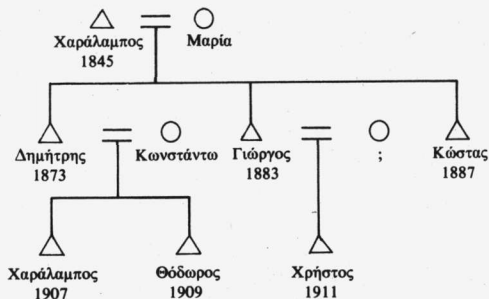 Χαράλαμπος Μαρία
1845
Δημήτρης Κωνστάντω Γιώργος ; Κώστας
1873 1883 1887
Χαράλαμπος Θόδωρος Χρήστος
1907 1909 1911